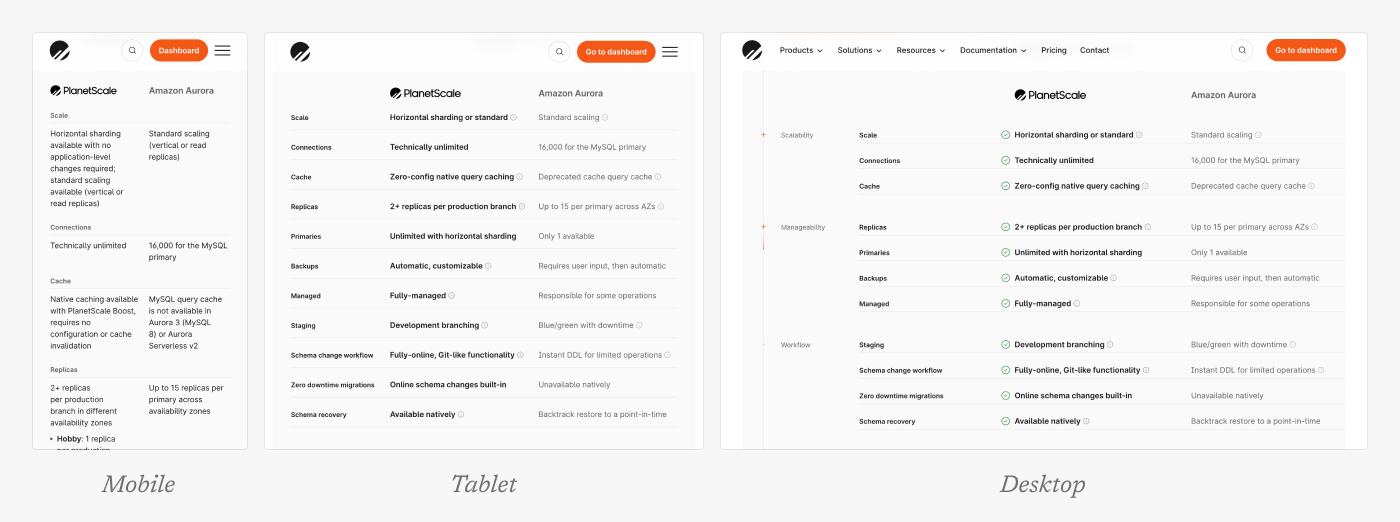 Dashboard
PlanetScale Amazon Aurora
Scale
Horizontal sharding Standard scaling
available with no (vertical or read
application-level replicas)
changes required;
standard scaling
available (vertical or
read replicas)
Connections
Technically unlimited 16,000 for the MySQL
primary
Cache
Native caching available MySQL query cache
with PlanetScale Boost, is not available in
requires no Aurora 3 (MySQL
configuration or cache 8) or Aurora
invalidation Serverless v2
Replicas
2+ replicas Up to 15 replicas per
per production primary across
branch in different availability zones
availability zones
• Hobby: 1 replica
Mobile
Go to dashboard
PlanetScale Amazon Aurora
Scale Horizontal sharding or standard Standard scaling
Connections Technically unlimited 16,000 for the MySQL primary
Cache Zero-config native query caching Deprecated cache query cache
Replicas 2+ replicas per production branch Up to 15 per primary across AZs
Primaries Unlimited with horizontal sharding Only 1 available
Backups Automatic, customizable Requires user input, then automatic
Managed Fully-managed Responsible for some operations
Staging Development branching Blue/green with downtime
Schema change workflow Fully-online, Git-like functionality Instant DDL for limited operations
Zero downtime migrations Online schema changes built-in Unavailable natively
Schema recovery Available natively Backtrack restore to a point-in-time
Tablet
Products Solutions Resources Documentation Pricing Contact Go to dashboard
PlanetScale Amazon Aurora
Scalability Scale Horizontal sharding or standard Standard scaling
Connections Technically unlimited 16,000 for the MySQL primary
Cache Zero-config native query caching Deprecated cache query cache
Manageability Replicas 2+ replicas per production branch Up to 15 per primary across AZs
Primaries Unlimited with horizontal sharding Only 1 available
Backups Automatic, customizable Requires user input, then automatic
Managed Fully-managed Responsible for some operations
Workflow Staging Development branching Blue/green with downtime
Schema change workflow Fully-online, Git-like functionality Instant DDL for limited operations
Zero downtime migrations Online schema changes built-in Unavailable natively
Schema recovery Available natively Backtrack restore to a point-in-time
Desktop